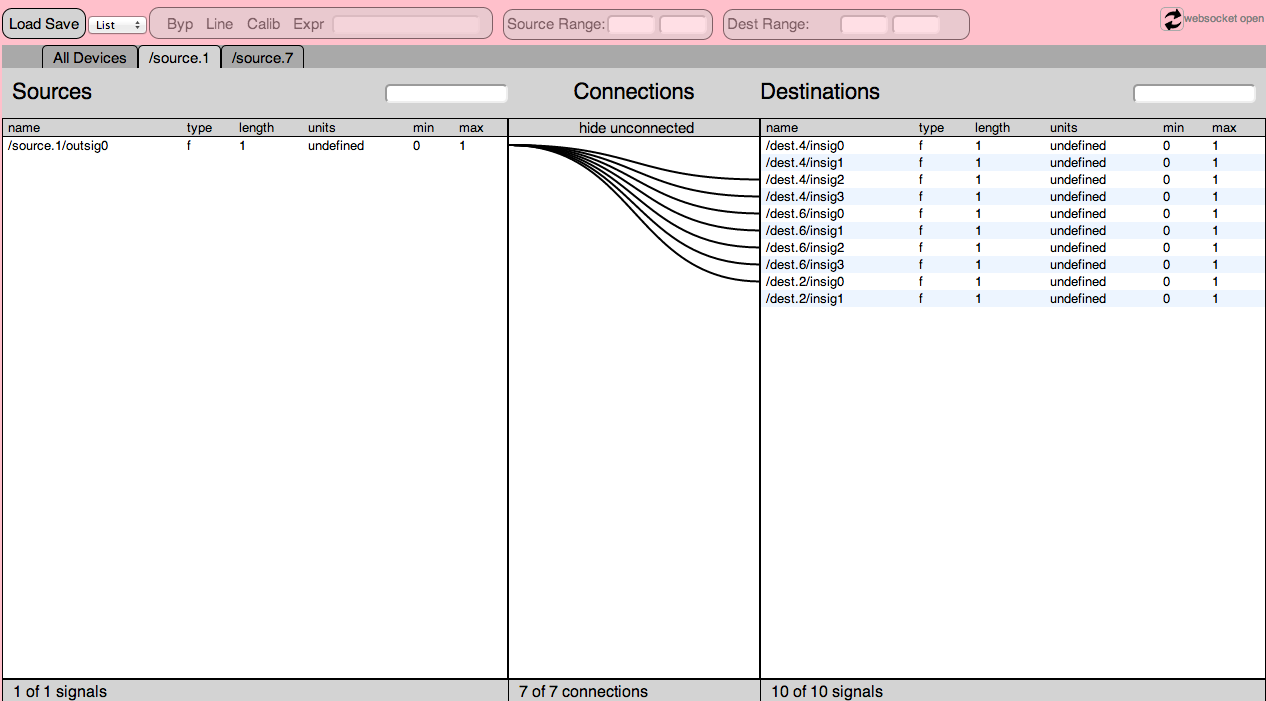 Load Save List Byp Line Calib Expr Source Range: Dest Range: websocket open
All Devices /source.1 /source.7
Sources Connections Destinations
name type length units min max hide unconnected name type length units min max
/source.1/outsig0 f 1 undefined 0 1 /dest.4/insig0 f 1 undefined 0 1
/dest.4/insig1 f 1 undefined 0 1
/dest.4/insig2 f 1 undefined 0 1
/dest.4/insig3 f 1 undefined 0 1
/dest.6/insig0 f 1 undefined 0 1
/dest.6/insig1 f 1 undefined 0 1
/dest.6/insig2 f 1 undefined 0 1
/dest.6/insig3 f 1 undefined 0 1
/dest.2/insig0 f 1 undefined 0 1
/dest.2/insig1 f 1 undefined 0 1
1 of 1 signals 7 of 7 connections 10 of 10 signals